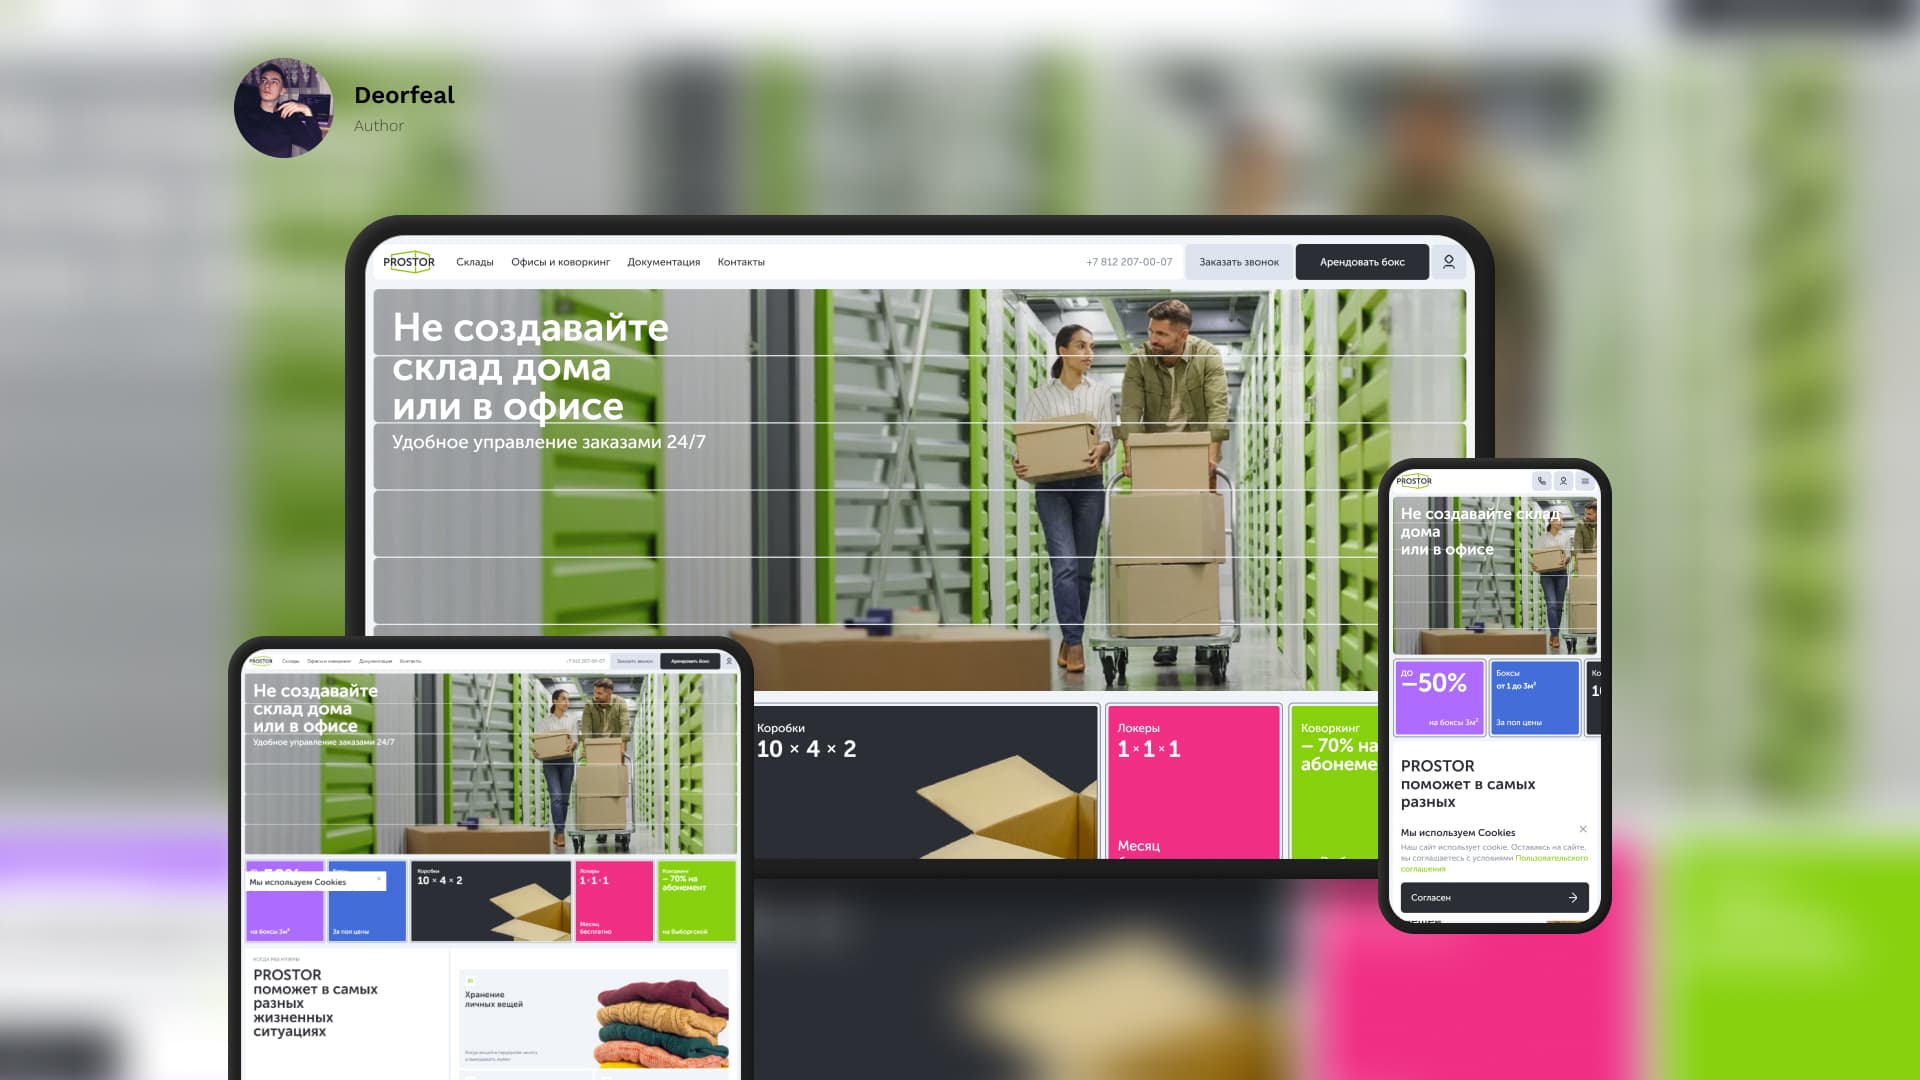 Deorfeal
Author
PROSTOR
Склады
Офисы и коворкинг
Документация
Контакты
+7 812 207-00-07
Заказать звонок
Арендовать бокс
Не создавайте
склад дома
или в офисе
Удобное управление заказами 24/7
Коробки
10 × 4 × 2
Локеры
1 × 1 × 1
Месяц
Коворкинг
– 70% на
абонеме
PROSTOR
Склады
Офисы и коворкинг
Документация
Контакты
+7 812 207-00-07
Заказать звонок
Арендовать бокс
Не создавайте
склад дома
или в офисе
Удобное управление заказами 24/7
Мы используем Cookies
на боксы 3м²
За пол цены
Коробки
10 × 4 × 2
Локеры
1 × 1 × 1
Месяц
бесплатно
Коворкинг
– 70% на
абонемент
на Выборгской
КОГДА МЫ НУЖНЫ
PROSTOR
поможет в самых
разных
жизненных
ситуациях
Хранение
личных вещей
PROSTOR
Не создавайте склад
дома
или в офисе
ДО
–50%
на боксы 3м²
Боксы
от 1 до 3м²
За пол цены
Ко
PROSTOR
поможет в самых
разных
Мы используем Cookies
Наш сайт использует cookie. Оставаясь на сайте,
вы соглашаетесь с условиями Пользовательского
соглашения
Согласен